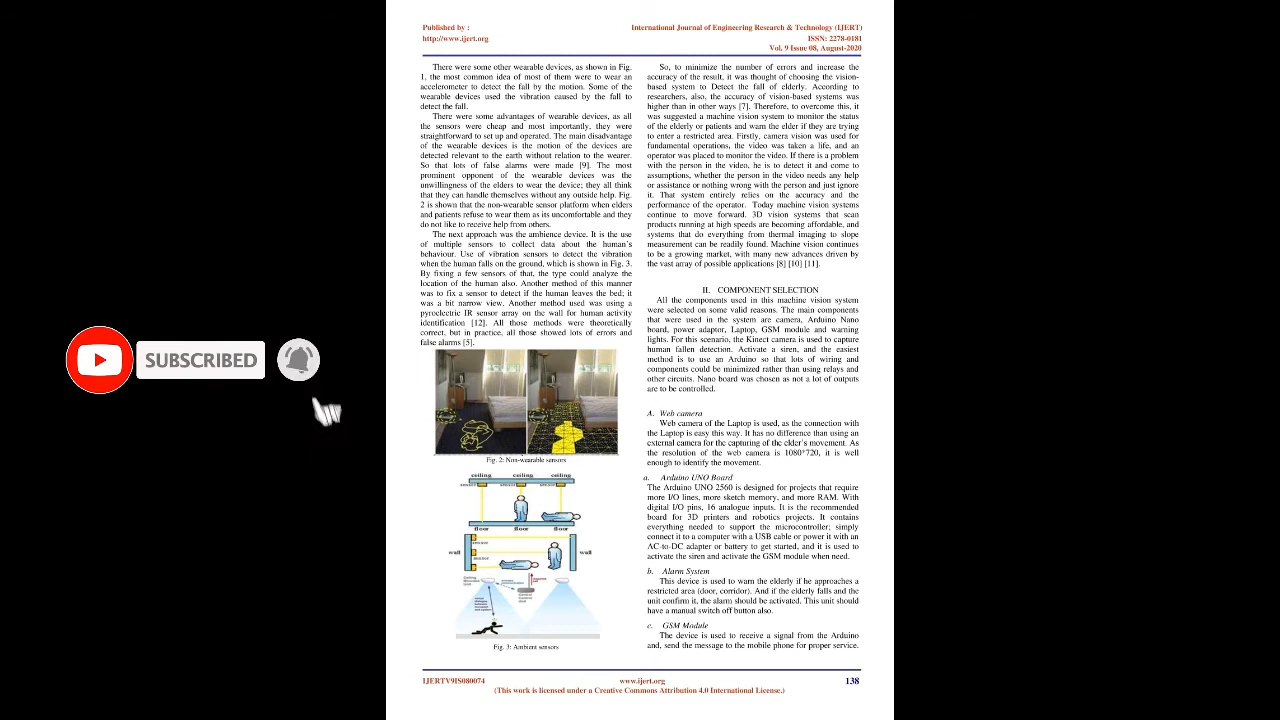 Published by :
http://www.ijert.org
International Journal of Engineering Research & Technology (IJERT)
ISSN: 2278-0181
Vol. 9 Issue 08, August-2020
There were some other wearable devices, as shown in Fig.
1, the most common idea of most of them were to wear an
accelerometer to detect the fall by the motion. Some of the
wearable devices used the vibration caused by the fall to
detect the fall.
There were some advantages of wearable devices, as all
the sensors were cheap and most importantly, they were
straightforward to set up and operated. The main disadvantage
of the wearable devices is the motion of the devices are
detected relevant to the earth without relation to the wearer.
So that lots of false alarms were made [9]. The most
prominent opponent of the wearable devices was the
unwillingness of the elders to wear the device; they all think
that they can handle themselves without any outside help. Fig.
2 is shown that the non-wearable sensor platform when elders
and patients refuse to wear them as its uncomfortable and they
do not like to receive help from others.
The next approach was the ambience device. It is the use
of multiple sensors to collect data about the human's
behaviour. Use of vibration sensors to detect the vibration
when the human falls on the ground, which is shown in Fig. 3.
By fixing a few sensors of that, the type could analyze the
location of the human also. Another method of this manner
was to fix a sensor to detect if the human leaves the bed; it
was a bit narrow view. Another method used was using a
pyroelectric IR sensor array on the wall for human activity
identification [12]. All those methods were theoretically
correct, but in practice, all those showed lots of errors and
false alarms [5].
Fig. 2: Non-wearable sensors
ceiling ceiling ceiling
sensor sensor sensor
floor floor floor
sensor
wall wall
sensor
Fig. 3: Ambient sensors
So, to minimize the number of errors and increase the
accuracy of the result, it was thought of choosing the vision-
based system to Detect the fall of elderly. According to
researchers, also, the accuracy of vision-based systems was
higher than in other ways [7]. Therefore, to overcome this, it
was suggested a machine vision system to monitor the status
of the elderly or patients and warn the elder if they are trying
to enter a restricted area. Firstly, camera vision was used for
fundamental operations, the video was taken a life, and an
operator was placed to monitor the video. If there is a problem
with the person in the video, he is to detect it and come to
assumptions, whether the person in the video needs any help
or assistance or nothing wrong with the person and just ignore
it. That system entirely relies on the accuracy and the
performance of the operator. Today machine vision systems
continue to move forward. 3D vision systems that scan
products running at high speeds are becoming affordable, and
systems that do everything from thermal imaging to slope
measurement can be readily found. Machine vision continues
to be a growing market, with many new advances driven by
the vast array of possible applications [8] [10] [11].
II. COMPONENT SELECTION
All the components used in this machine vision system
were selected on some valid reasons. The main components
that were used in the system are camera, Arduino Nano
board, power adaptor, Laptop, GSM module and warning
lights. For this scenario, the Kinect camera is used to capture
human fallen detection. Activate a siren, and the easiest
method is to use an Arduino so that lots of wiring and
components could be minimized rather than using relays and
other circuits. Nano board was chosen as not a lot of outputs
are to be controlled.
A. Web camera
Web camera of the Laptop is used, as the connection with
the Laptop is easy this way. It has no difference than using an
external camera for the capturing of the elder's movement. As
the resolution of the web camera is 1080*720, it is well
enough to identify the movement.
a. Arduino UNO Board
The Arduino UNO 2560 is designed for projects that require
more I/O lines, more sketch memory, and more RAM. With
digital I/O pins, 16 analogue inputs. It is the recommended
board for 3D printers and robotics projects. It contains
everything needed to support the microcontroller; simply
connect it to a computer with a USB cable or power it with an
AC-to-DC adapter or battery to get started, and it is used to
activate the siren and activate the GSM module when need.
b. Alarm System
This device is used to warn the elderly if he approaches a
restricted area (door, corridor). And if the elderly falls and the
unit confirm it, the alarm should be activated. This unit should
have a manual switch off button also.
c. GSM Module
The device is used to receive a signal from the Arduino
and, send the message to the mobile phone for proper service.
IJERTV9IS080074
www.ijert.org
138
(This work is licensed under a Creative Commons Attribution 4.0 International License.)
SUBSCRIBED